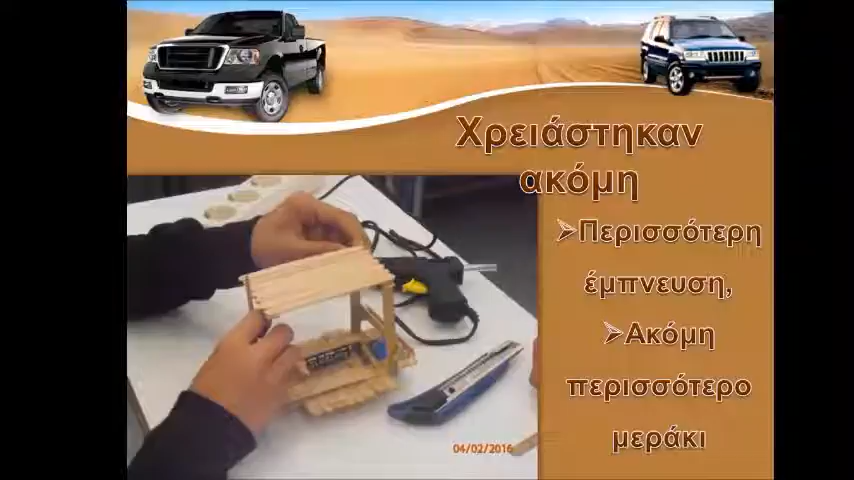 Χρειάστηκαν
ακόμη
➢Περισσότερη
έμπνευση,
➢Ακόμη
περισσότερο
μεράκι
04/02/2016